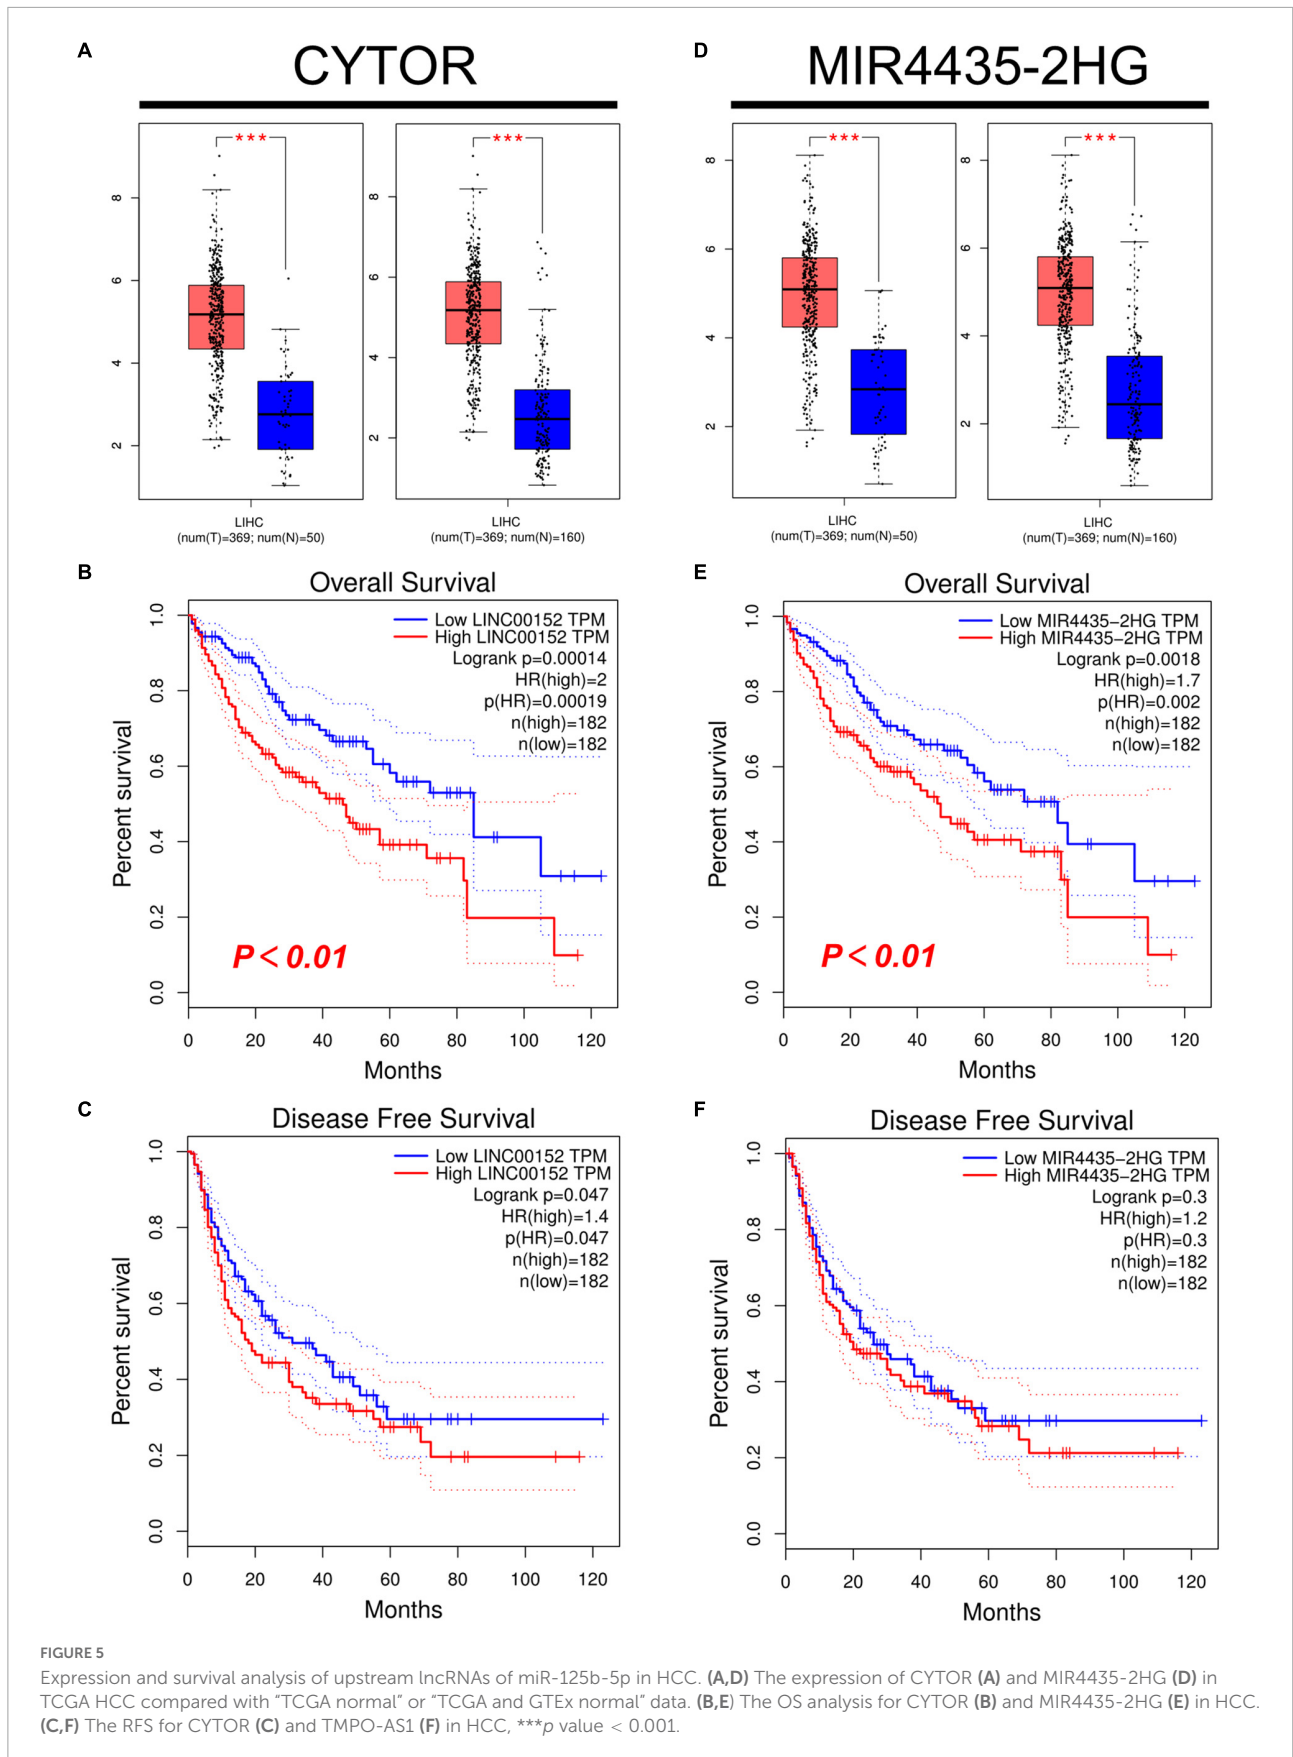 A
CYTOR
***
***
8
6
4
2
8
6
4
2
LIHC
(num(T)=369; num(N)=50)
LIHC
(num(T)=369; num(N)=160)
D
MIR4435-2HG
***
***
8
6
4
2
8
6
4
2
LIHC
(num(T)=369; num(N)=50)
LIHC
(num(T)=369; num(N)=160)
B
Overall Survival
Low LINC00152 TPM
High LINC00152 TPM
Logrank p=0.00014
HR(high)=2
p(HR)=0.00019
n(high)=182
n(low)=182
P < 0.01
Percent survival
1.0
0.8
0.6
0.4
0.2
0.0
0 20 40 60 80 100 120
Months
E
Overall Survival
Low MIR4435−2HG TPM
High MIR4435−2HG TPM
Logrank p=0.0018
HR(high)=1.7
p(HR)=0.002
n(high)=182
n(low)=182
P < 0.01
Percent survival
1.0
0.8
0.6
0.4
0.2
0.0
0 20 40 60 80 100 120
Months
C
Disease Free Survival
Low LINC00152 TPM
High LINC00152 TPM
Logrank p=0.047
HR(high)=1.4
p(HR)=0.047
n(high)=182
n(low)=182
Percent survival
1.0
0.8
0.6
0.4
0.2
0.0
0 20 40 60 80 100 120
Months
F
Disease Free Survival
Low MIR4435−2HG TPM
High MIR4435−2HG TPM
Logrank p=0.3
HR(high)=1.2
p(HR)=0.3
n(high)=182
n(low)=182
Percent survival
1.0
0.8
0.6
0.4
0.2
0.0
0 20 40 60 80 100 120
Months
FIGURE 5
Expression and survival analysis of upstream lncRNAs of miR-125b-5p in HCC. (A,D) The expression of CYTOR (A) and MIR4435-2HG (D) in
TCGA HCC compared with “TCGA normal” or “TCGA and GTEx normal” data. (B,E) The OS analysis for CYTOR (B) and MIR4435-2HG (E) in HCC.
(C,F) The RFS for CYTOR (C) and TMPO-AS1 (F) in HCC, ***p value < 0.001.